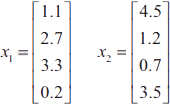 x₁ = [1.1 2.7 3.3 0.2] x₂ = [4.5 1.2 0.7 3.5]